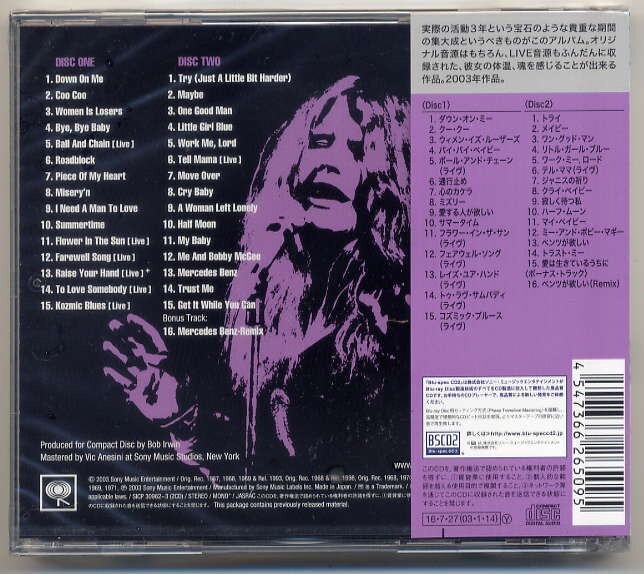 DISC ONE
1. Down On Me
2. Coo Coo
3. Women Is Losers
4. Bye, Bye Baby
5. Ball And Chain [Live]
6. Roadblock
7. Piece Of My Heart
8. Misery'n
9. I Need A Man To Love
10. Summertime
11. Flower In The Sun [Live]
12. Farewell Song [Live]
13. Raise Your Hand [Live] +
14. To Love Somebody [Live]
15. Kozmic Blues [Live]
DISC TWO
1. Try (Just A Little Bit Harder)
2. Maybe
3. One Good Man
4. Little Girl Blue
5. Work Me, Lord
6. Tell Mama [Live]
7. Move Over
8. Cry Baby
9. A Woman Left Lonely
10. Half Moon
11. My Baby
12. Me And Bobby McGee
13. Mercedes Benz
14. Trust Me
15. Get It While You Can
Bonus Track:
16. Mercedes Benz-Remix
Produced for Compact Disc by Bob Irwin
Mastered by Vic Anesini at Sony Music Studios, New York
www.
実際の活動3年という宝石のような貴重な期間
の集大成というべきものがこのアルバム。オリジ
ナル音源はもちろん、LIVE音源もふんだんに収
録された、彼女の体温、魂を感じることが出来る
作品。2003年作品。
(Disc1)
1. ダウン・オン・ミー
2. クー・クー
3. ウィメン・イズ・ルーザーズ
4. バイ・バイ・ベイビー
5. ボール・アンド・チェーン
(ライヴ)
6. 通行止め
7. 心のカケラ
8. ミズリー
9. 愛する人が欲しい
10. サマータイム
11. フラワー・イン・ザ・サン
(ライヴ)
12. フェアウェル・ソング
(ライヴ)
13. レイズ・ユア・ハンド
(ライヴ)
14. トゥ・ラヴ・サムバディ
(ライヴ)
15. コズミック・ブルース
(ライヴ)
(Disc2)
1. トライ
2. メイビー
3. ワン・グッド・マン
4. リトル・ガール・ブルー
5. ワーク・ミー、ロード
6. テル・ママ(ライヴ)
7. ジャニスの祈り
8. クライ・ベイビー
9. 寂しく待つ私
10. ハーフ・ムーン
11. マイ・ベイビー
12. ミー・アンド・ボビー・マギー
13. ベンツが欲しい
14. トラスト・ミー
15. 愛は生きているうちに
(ボーナス・トラック)
16. ベンツが欲しい(Remix)
詳しくは▶http://www.blu-speccd2.jp
BSCD2
Blu-spec CD2
4547366265095
COMPACT
disc
DIGITAL AUDIO
16・7・27(03・1・14) Y